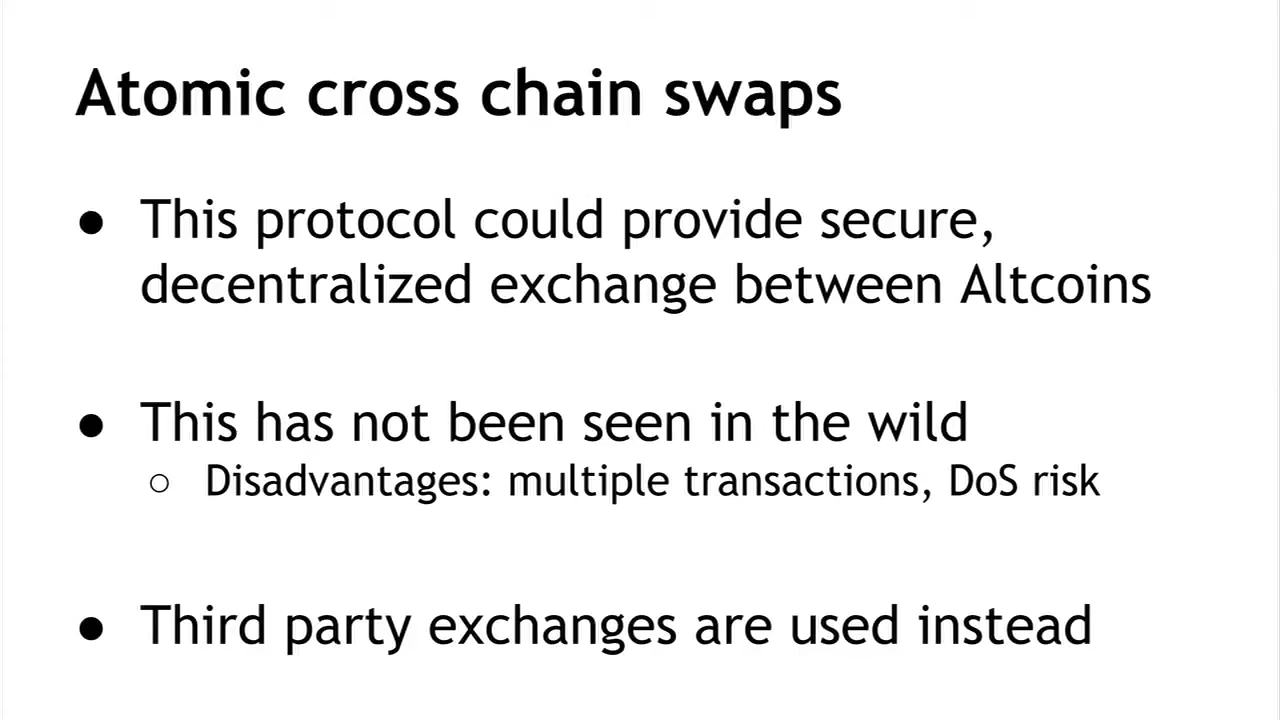 Atomic cross chain swaps
● This protocol could provide secure,
decentralized exchange between Altcoins
● This has not been seen in the wild
○ Disadvantages: multiple transactions, DoS risk
● Third party exchanges are used instead